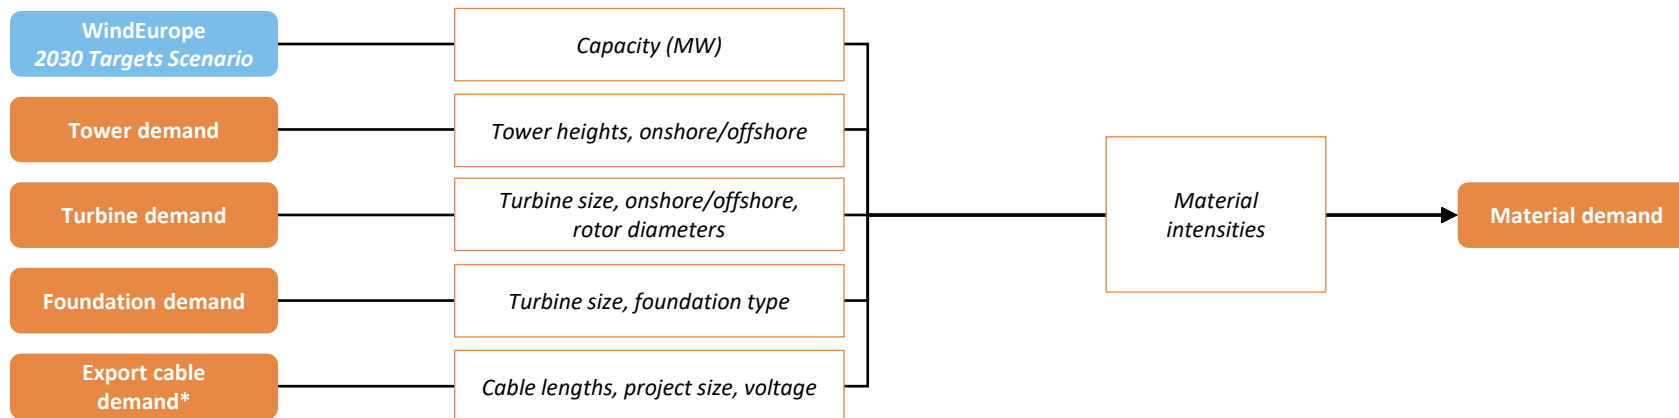 WindEurope
2030 Targets Scenario
Capacity (MW)
Tower demand
Tower heights, onshore/offshore
Turbine demand
Turbine size, onshore/offshore,
rotor diameters
Foundation demand
Turbine size, foundation type
Export cable
demand*
Cable lengths, project size, voltage
Material
intensities
Material demand